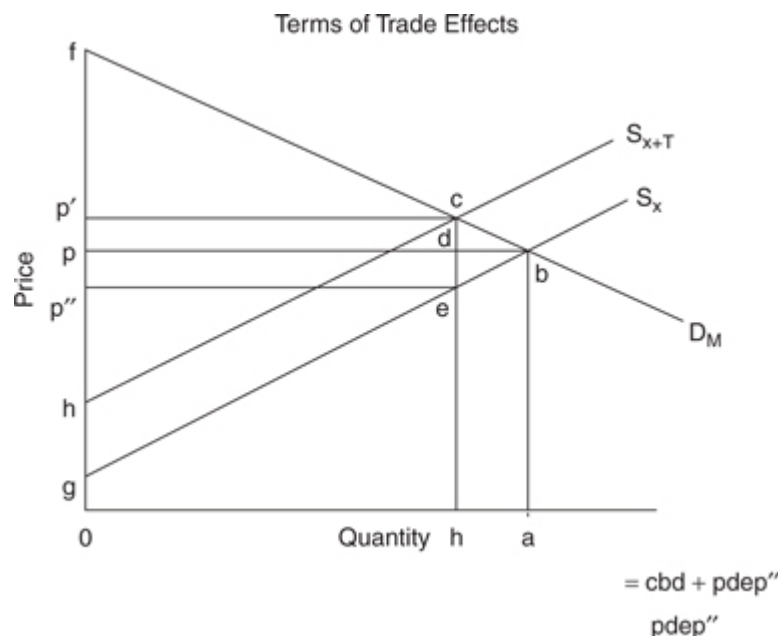 Terms of Trade Effects
f
S_{x+T}
c
S_x
p′
d
p
b
Price
p″
e
D_M
h
g
0 Quantity h a
= cbd + pdep″
pdep″